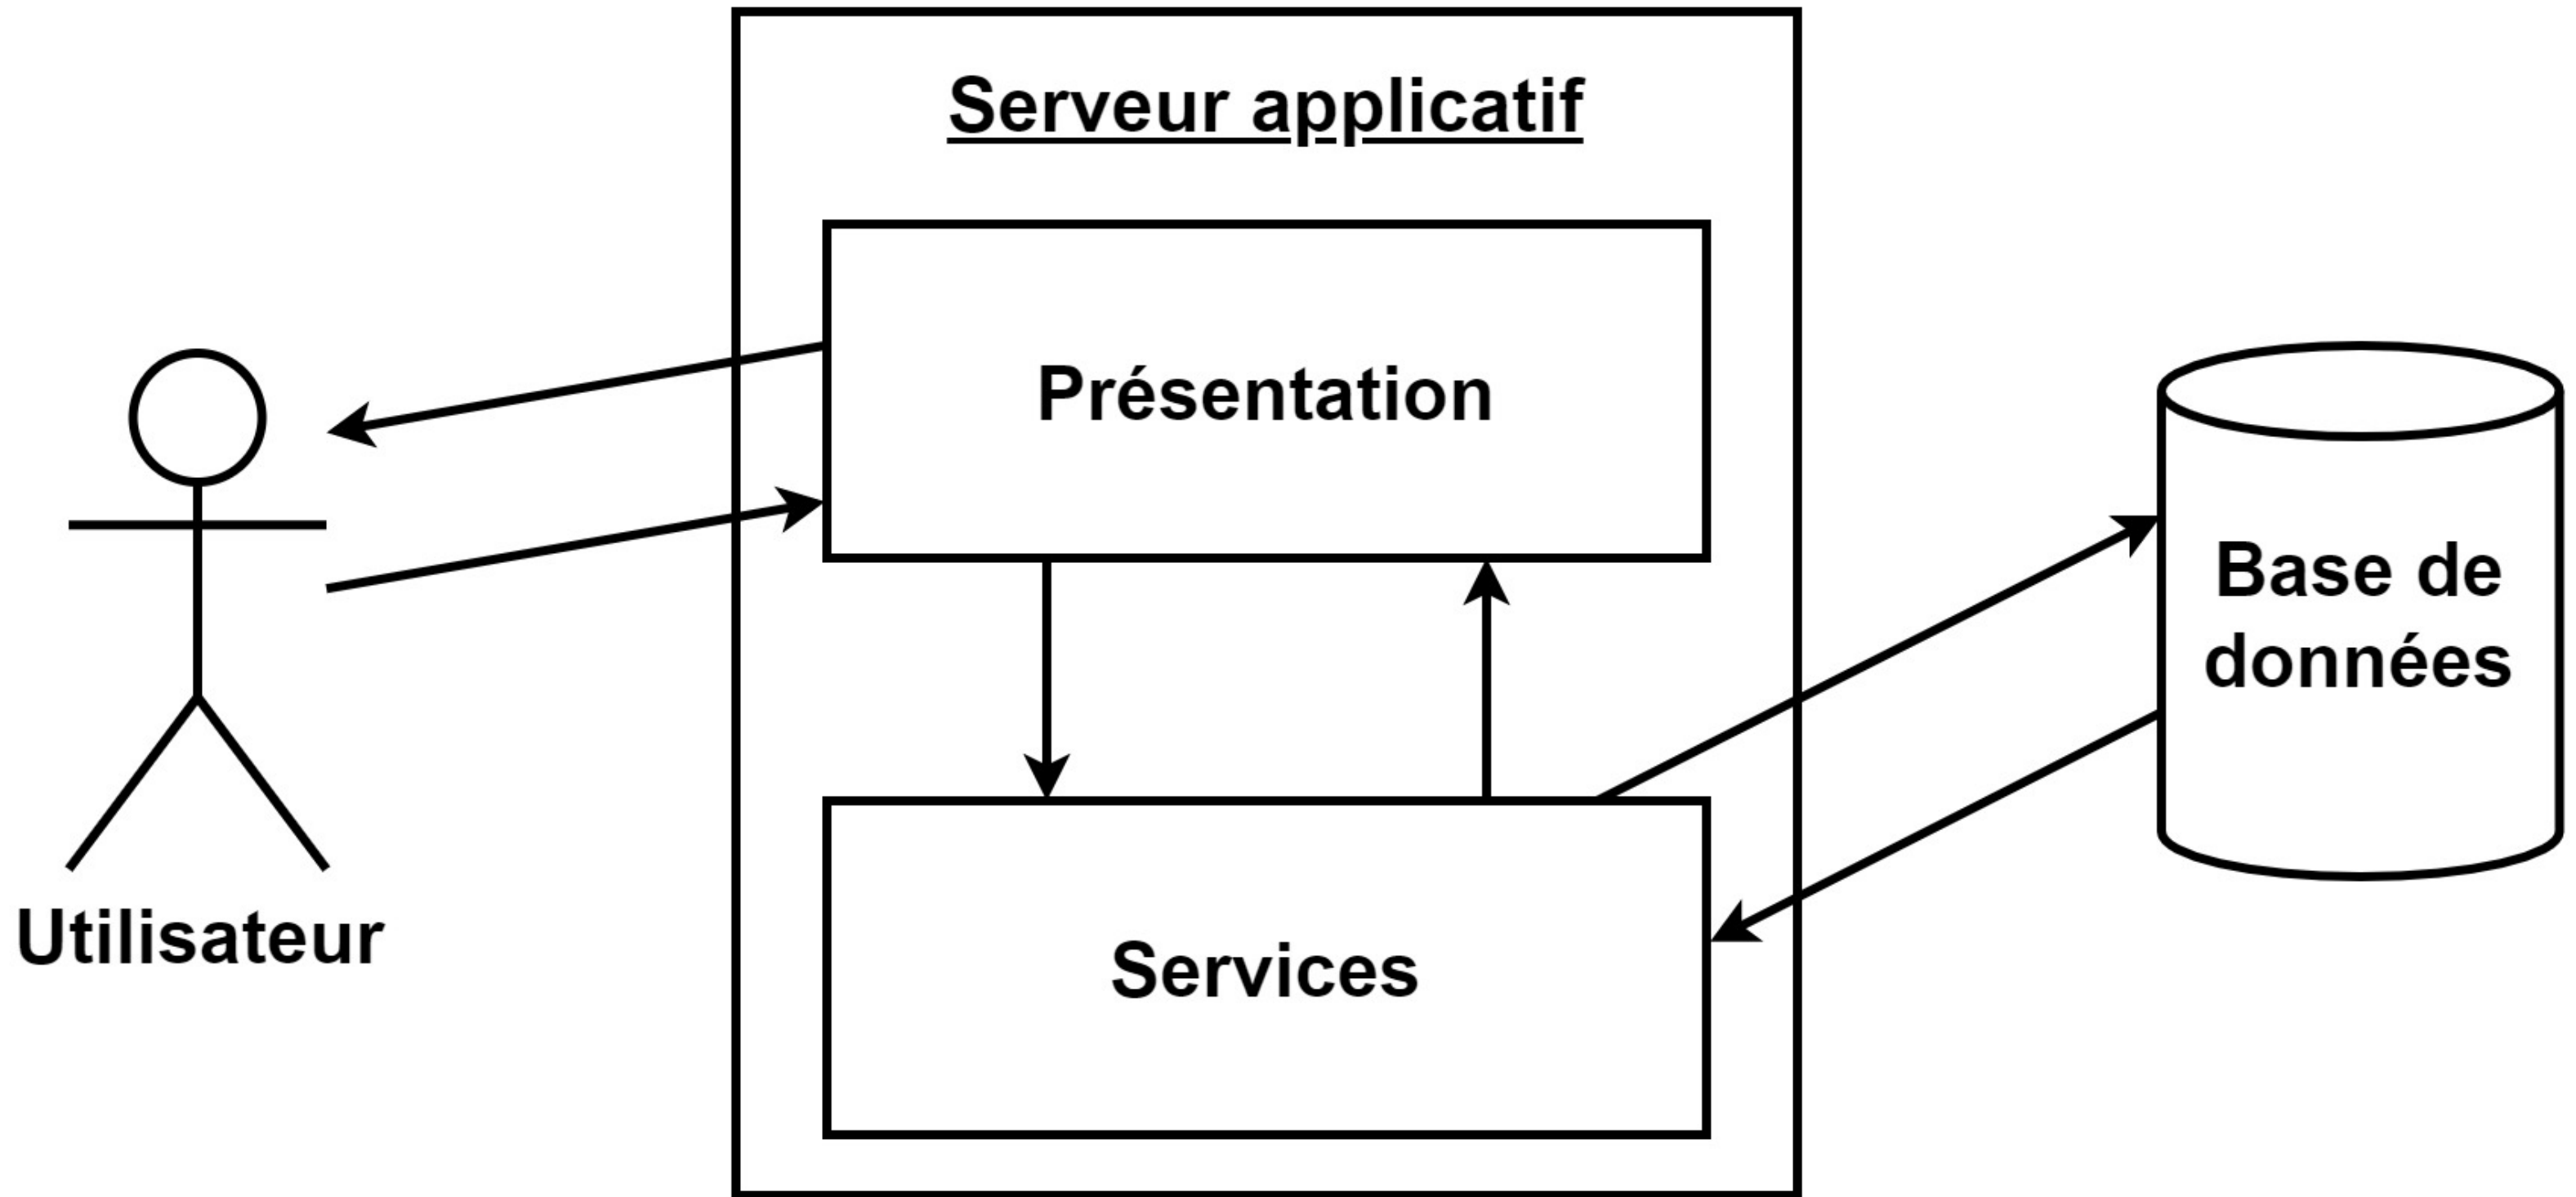 Serveur applicatif
Présentation
Base de
données
Utilisateur
Services